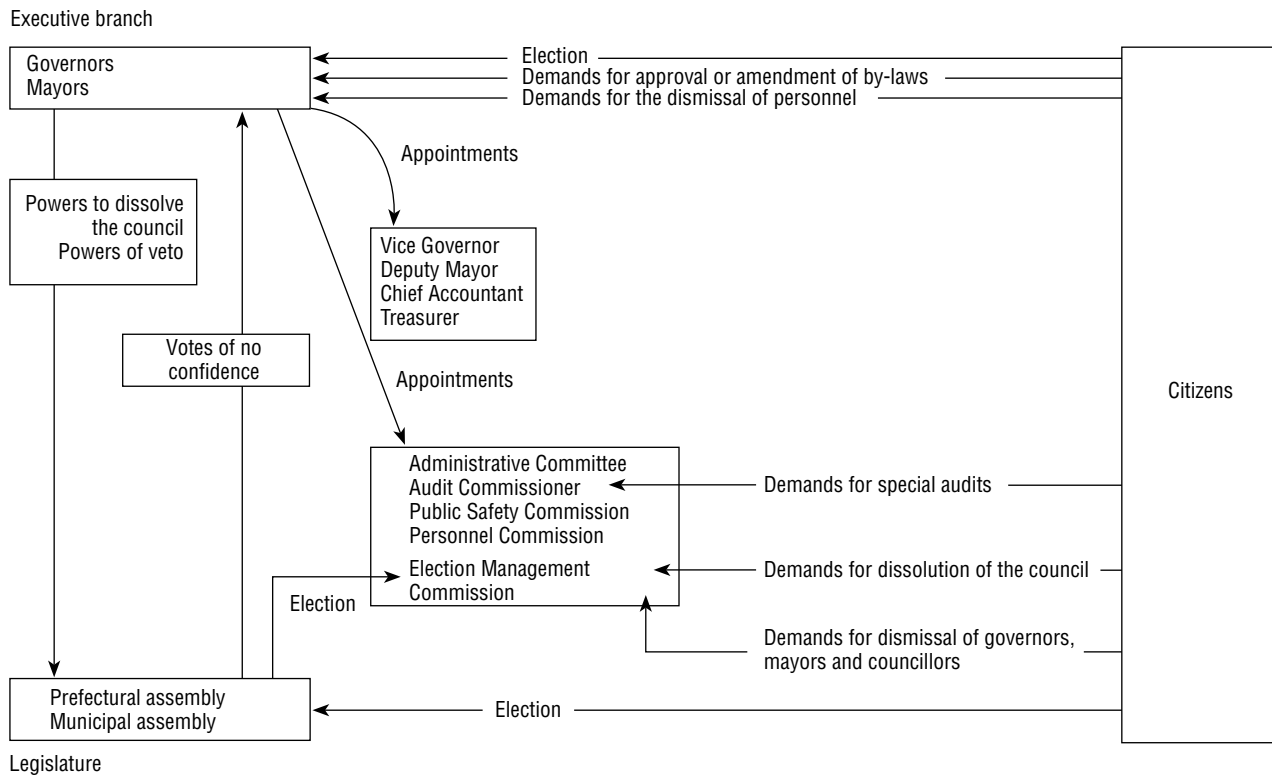 Executive branch
Governors
Mayors
Election
Demands for approval or amendment of by-laws
Demands for the dismissal of personnel
Appointments
Powers to dissolve
the council
Powers of veto
Vice Governor
Deputy Mayor
Chief Accountant
Treasurer
Votes of no
confidence
Appointments
Citizens
Administrative Committee
Audit Commissioner
Public Safety Commission
Personnel Commission
Election Management
Commission
Demands for special audits
Demands for dissolution of the council
Election
Demands for dismissal of governors,
mayors and councillors
Prefectural assembly
Municipal assembly
Election
Legislature